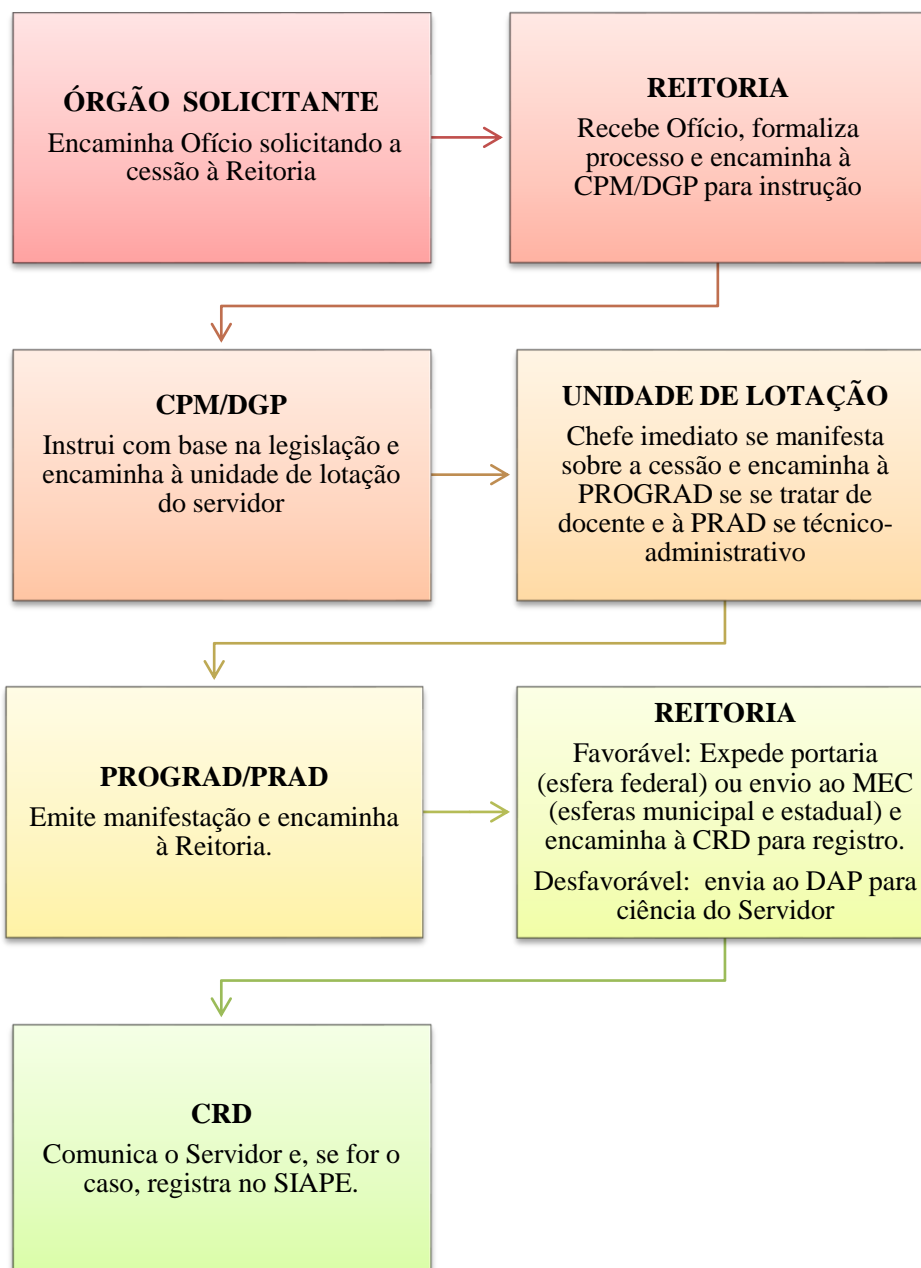 ÓRGÃO SOLICITANTE
Encaminha Ofício solicitando a
cessão à Reitoria
REITORIA
Recebe Ofício, formaliza
processo e encaminha à
CPM/DGP para instrução
CPM/DGP
Instrui com base na legislação e
encaminha à unidade de lotação
do servidor
UNIDADE DE LOTAÇÃO
Chefe imediato se manifesta
sobre a cessão e encaminha à
PROGRAD se se tratar de
docente e à PRAD se técnico-
administrativo
PROGRAD/PRAD
Emite manifestação e encaminha
à Reitoria.
REITORIA
Favorável: Expede portaria
(esfera federal) ou envio ao MEC
(esferas municipal e estadual) e
encaminha à CRD para registro.
Desfavorável: envia ao DAP para
ciência do Servidor
CRD
Comunica o Servidor e, se for o
caso, registra no SIAPE.